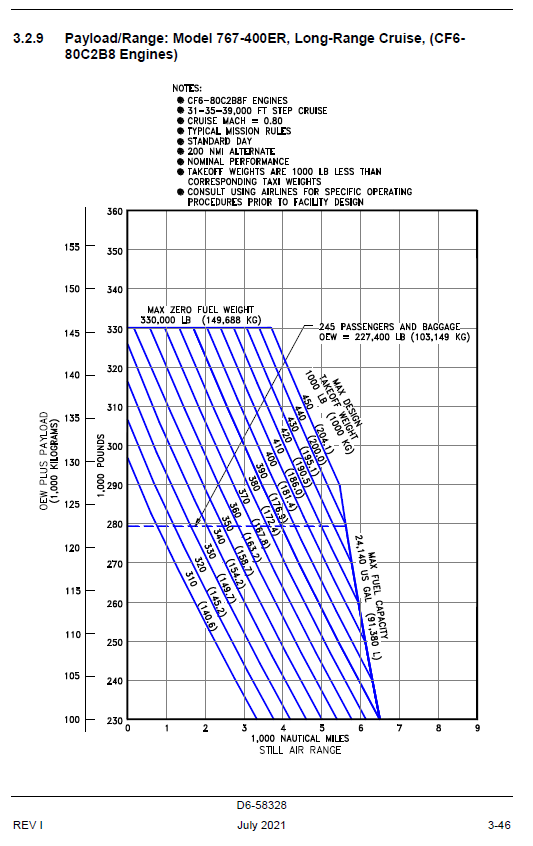 3.2.9 Payload/Range: Model 767-400ER, Long-Range Cruise, (CF6-
80C2B8 Engines)
NOTES:
● CF6-80C2B8F ENGINES
● 31-35-39,000 FT STEP CRUISE
● CRUISE MACH = 0.80
● TYPICAL MISSION RULES
● STANDARD DAY
● 200 NMI ALTERNATE
● NOMINAL PERFORMANCE
● TAKEOFF WEIGHTS ARE 1000 LB LESS THAN
CORRESPONDING TAXI WEIGHTS
● CONSULT USING AIRLINES FOR SPECIFIC OPERATING
PROCEDURES PRIOR TO FACILITY DESIGN
OEW PLUS PAYLOAD
(1,000 KILOGRAMS)
155
150
145
140
135
130
125
120
115
110
105
100
1,000 POUNDS
360
350
340
330
320
310
300
290
280
270
260
250
240
230
MAX ZERO FUEL WEIGHT
330,000 LB (149,688 KG)
245 PASSENGERS AND BAGGAGE
OEW = 227,400 LB (103,149 KG)
MAX DESIGN
TAKEOFF WEIGHT
1000 LB (1000 KG)
450 (204.1)
440 (200.0)
430 (195.1)
420 (190.5)
410 (186.0)
400 (181.4)
390 (176.9)
380 (172.4)
370 (167.8)
360 (163.2)
350 (158.7)
340 (154.2)
330 (149.7)
320 (145.2)
310 (140.6)
MAX FUEL CAPACITY
24,140 US GAL (91,380 L)
0 1 2 3 4 5 6 7 8 9
1,000 NAUTICAL MILES
STILL AIR RANGE
D6-58328
REV I July 2021 3-46